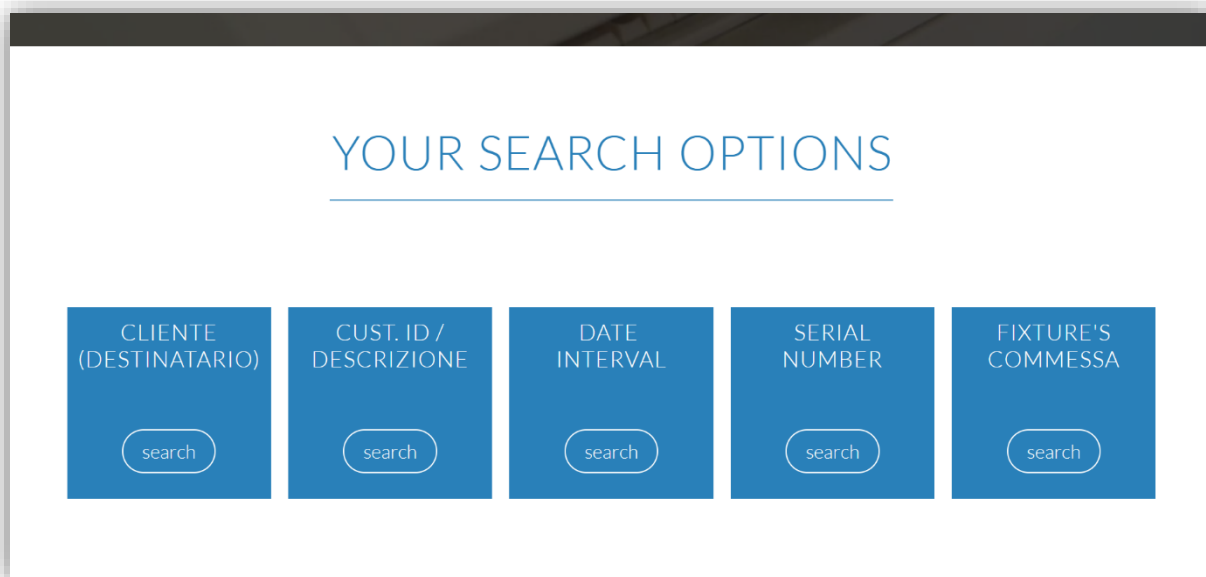 YOUR SEARCH OPTIONS
CLIENTE
(DESTINATARIO)
search
CUST. ID /
DESCRIZIONE
search
DATE
INTERVAL
search
SERIAL
NUMBER
search
FIXTURE'S
COMMESSA
search